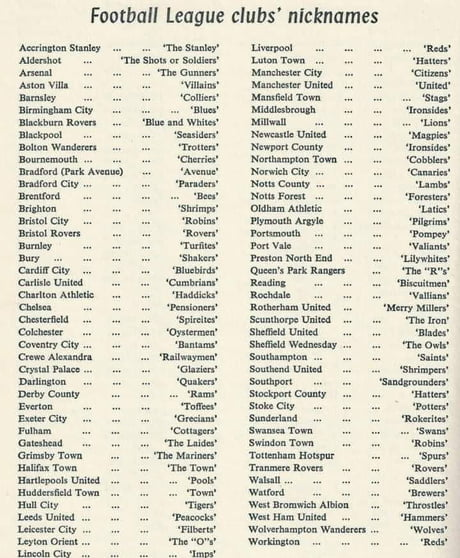 Football League clubs' nicknames
Accrington Stanley ... ... 'The Stanley'
Aldershot ... 'The Shots or Soldiers'
Arsenal ... ... ... 'The Gunners'
Aston Villa ... ... ... 'Villains'
Barnsley ... ... ... 'Colliers'
Birmingham City ... ... ... 'Blues'
Blackburn Rovers ... 'Blue and Whites'
Blackpool ... ... ... 'Seasiders'
Bolton Wanderers ... ... 'Trotters'
Bournemouth ... ... ... 'Cherries'
Bradford (Park Avenue) ... 'Avenue'
Bradford City ... ... ... 'Paraders'
Brentford ... ... ... 'Bees'
Brighton ... ... ... 'Shrimps'
Bristol City ... ... ... 'Robins'
Bristol Rovers ... ... 'Rovers'
Burnley ... ... ... 'Turfites'
Bury ... ... ... ... 'Shakers'
Cardiff City ... ... ... 'Bluebirds'
Carlisle United ... ... 'Cumbrians'
Charlton Athletic ... ... 'Haddicks'
Chelsea ... ... ... 'Pensioners'
Chesterfield ... ... ... 'Spireites'
Colchester ... ... ... 'Oystermen'
Coventry City ... ... ... 'Bantams'
Crewe Alexandra ... ... 'Railwaymen'
Crystal Palace ... ... ... 'Glaziers'
Darlington ... ... ... 'Quakers'
Derby County ... ... ... 'Rams'
Everton ... ... ... 'Toffees'
Exeter City ... ... ... 'Grecians'
Fulham ... ... ... 'Cottagers'
Gateshead ... ... 'The Laides'
Grimsby Town ... ... 'The Mariners'
Halifax Town ... ... 'The Town'
Hartlepools United ... ... 'Pools'
Huddersfield Town ... ... 'Town'
Hull City ... ... ... 'Tigers'
Leeds United ... ... ... 'Peacocks'
Leicester City ... ... ... 'Filberts'
Leyton Orient ... ... ... 'The "O"s'
Lincoln City ... ... ... 'Imps'
Liverpool ... ... ... ... 'Reds'
Luton Town ... ... ... 'Hatters'
Manchester City ... ... 'Citizens'
Manchester United ... ... 'United'
Mansfield Town ... ... ... 'Stags'
Middlesbrough ... ... 'Ironsides'
Millwall ... ... ... ... 'Lions'
Newcastle United ... ... 'Magpies'
Newport County ... ... 'Ironsides'
Northampton Town ... ... 'Cobblers'
Norwich City ... ... ... 'Canaries'
Notts County ... ... ... 'Lambs'
Notts Forest ... ... ... 'Foresters'
Oldham Athletic ... ... 'Latics'
Plymouth Argyle ... ... 'Pilgrims'
Portsmouth ... ... ... 'Pompey'
Port Vale ... ... ... 'Valiants'
Preston North End ... ... 'Lilywhites'
Queen's Park Rangers ... 'The "R"s'
Reading ... ... ... 'Biscuitmen'
Rochdale ... ... ... 'Vallians'
Rotherham United ... 'Merry Millers'
Scunthorpe United ... ... 'The Iron'
Sheffield United ... ... 'Blades'
Sheffield Wednesday ... ... 'The Owls'
Southampton ... ... ... 'Saints'
Southend United ... ... 'Shrimpers'
Southport ... ... 'Sandgrounders'
Stockport County ... ... 'Hatters'
Stoke City ... ... ... 'Potters'
Sunderland ... ... ... 'Rokerites'
Swansea Town ... ... ... 'Swans'
Swindon Town ... ... ... 'Robins'
Tottenham Hotspur ... ... 'Spurs'
Tranmere Rovers ... ... 'Rovers'
Walsall ... ... ... ... 'Saddlers'
Watford ... ... ... 'Brewers'
West Bromwich Albion ... 'Throstles'
West Ham United ... ... 'Hammers'
Wolverhampton Wanderers ... 'Wolves'
Workington ... ... ... 'Reds'